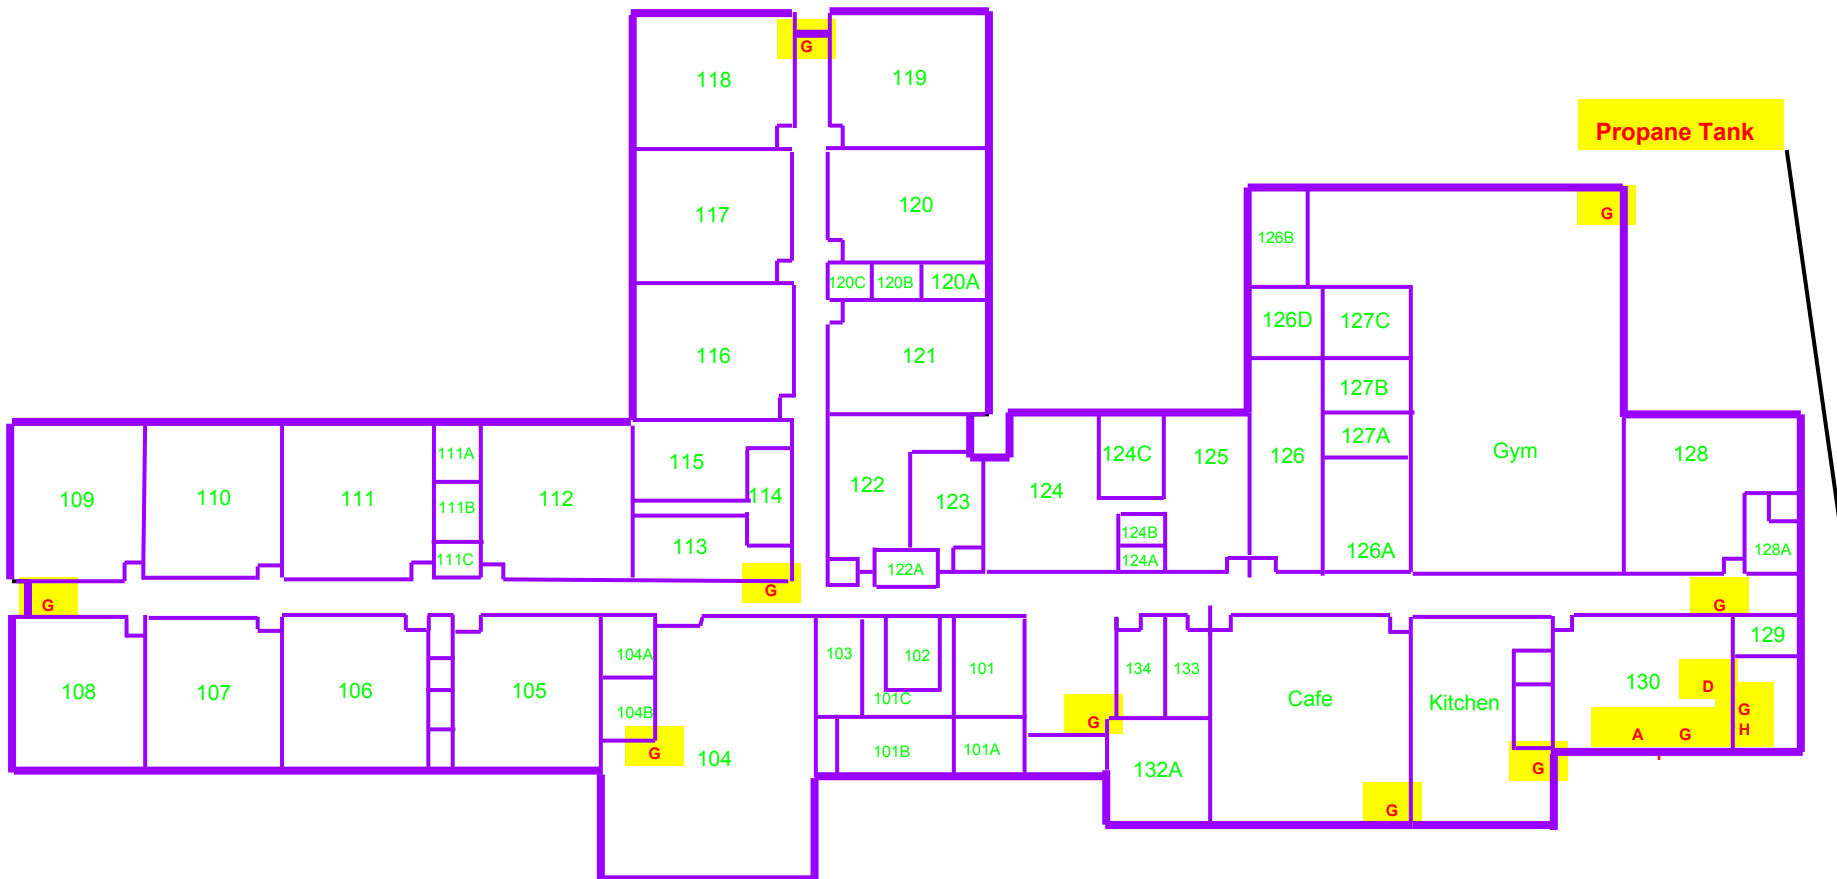 G
118
119
Propane Tank
117
120
G
126B
120C
120B
120A
126D
127C
116
121
127B
127A
111A
115
124C
125
126
Gym
128
109
110
111
111B
112
114
122
123
124
113
124B
126A
128A
111C
122A
124A
G
G
G
104A
103
102
101
134
133
129
108
107
106
105
101C
Cafe
Kitchen
130
D
104B
G
G
G
104
101B
101A
132A
A
G
H
G
G